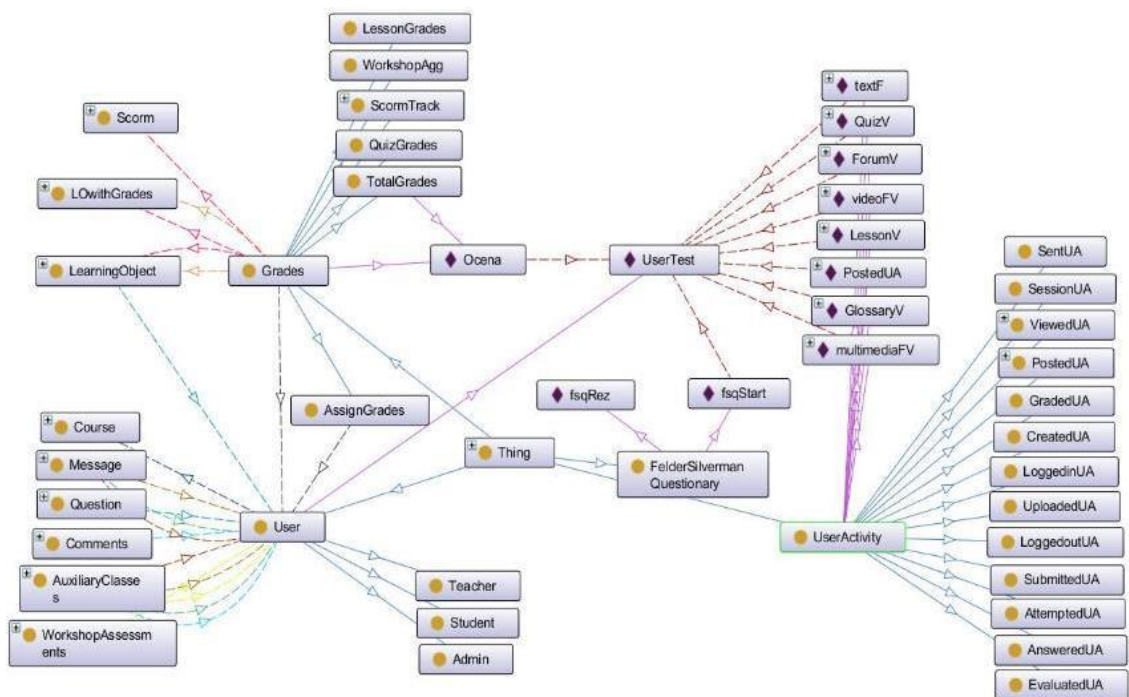 LessonGrades
WorkshopAgg
ScormTrack
QuizGrades
TotalGrades
Scorm
LOwithGrades
LearningObject
Grades
Ocena
UserTest
textF
QuizV
ForumV
videoFV
LessonV
PostedUA
GlossaryV
multimediaFV
SentUA
SessionUA
ViewedUA
PostedUA
GradedUA
CreatedUA
LoggedinUA
UploadedUA
LoggedoutUA
SubmittedUA
AttemptedUA
AnsweredUA
EvaluatedUA
fsqRez
fsqStart
AssignGrades
Thing
FelderSilverman
Questionary
UserActivity
Course
Message
Question
Comments
AuxiliaryClasse
s
WorkshopAssessm
ents
User
Teacher
Student
Admin